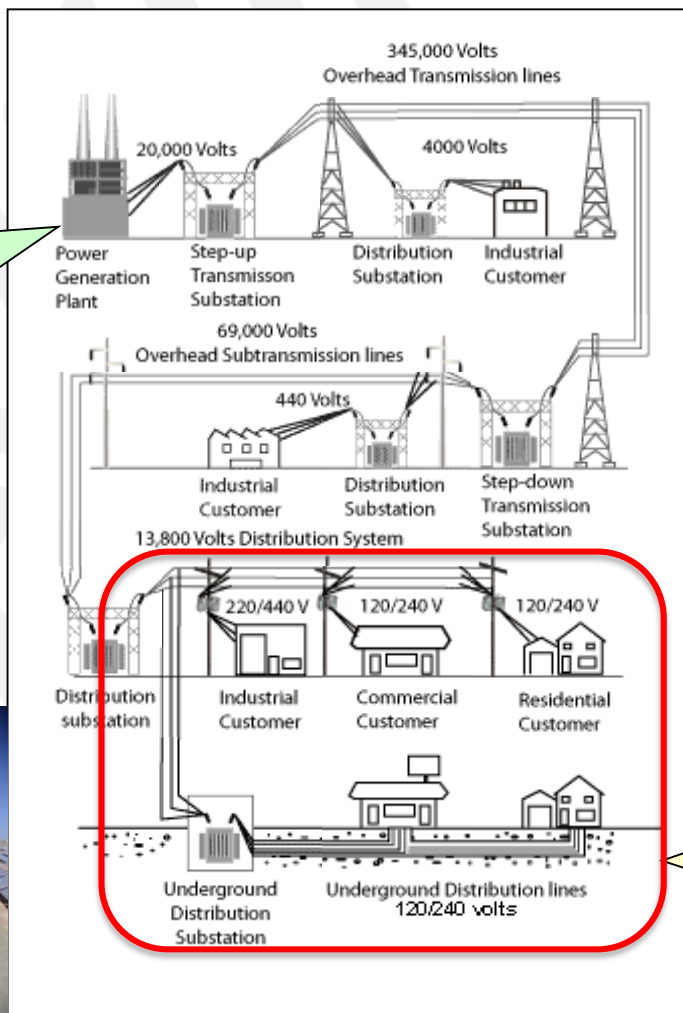 345,000 Volts
Overhead Transmission lines
20,000 Volts
4000 Volts
Power
Generation
Plant
Step-up
Transmisson
Substation
Distribution
Substation
Industrial
Customer
69,000 Volts
Overhead Subtransmission lines
440 Volts
Industrial
Customer
Distribution
Substation
Step-down
Transmission
Substation
13,800 Volts Distribution System
220/440 V
120/240 V
120/240 V
Distribution
substation
Industrial
Customer
Commercial
Customer
Residential
Customer
Underground
Distribution
Substation
Underground Distribution lines
120/240 volts